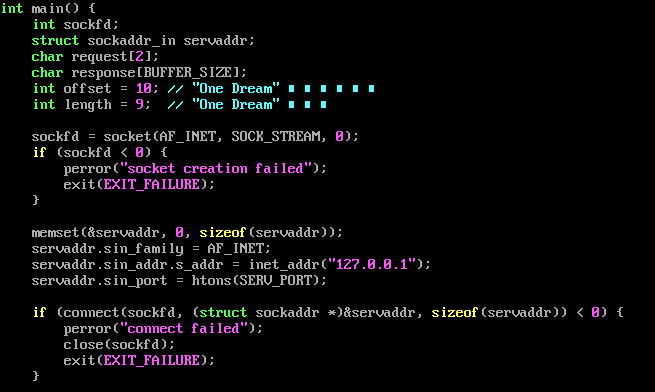 int main() {
    int sockfd;
    struct sockaddr_in servaddr;
    char request[2];
    char response[BUFFER_SIZE];
    int offset = 10; // "One Dream" ■ ■ ■ ■ ■ ■
    int length = 9;  // "One Dream" ■ ■ ■

    sockfd = socket(AF_INET, SOCK_STREAM, 0);
    if (sockfd < 0) {
        perror("socket creation failed");
        exit(EXIT_FAILURE);
    }

    memset(&servaddr, 0, sizeof(servaddr));
    servaddr.sin_family = AF_INET;
    servaddr.sin_addr.s_addr = inet_addr("127.0.0.1");
    servaddr.sin_port = htons(SERV_PORT);

    if (connect(sockfd, (struct sockaddr *)&servaddr, sizeof(servaddr)) < 0) {
        perror("connect failed");
        close(sockfd);
        exit(EXIT_FAILURE);
    }